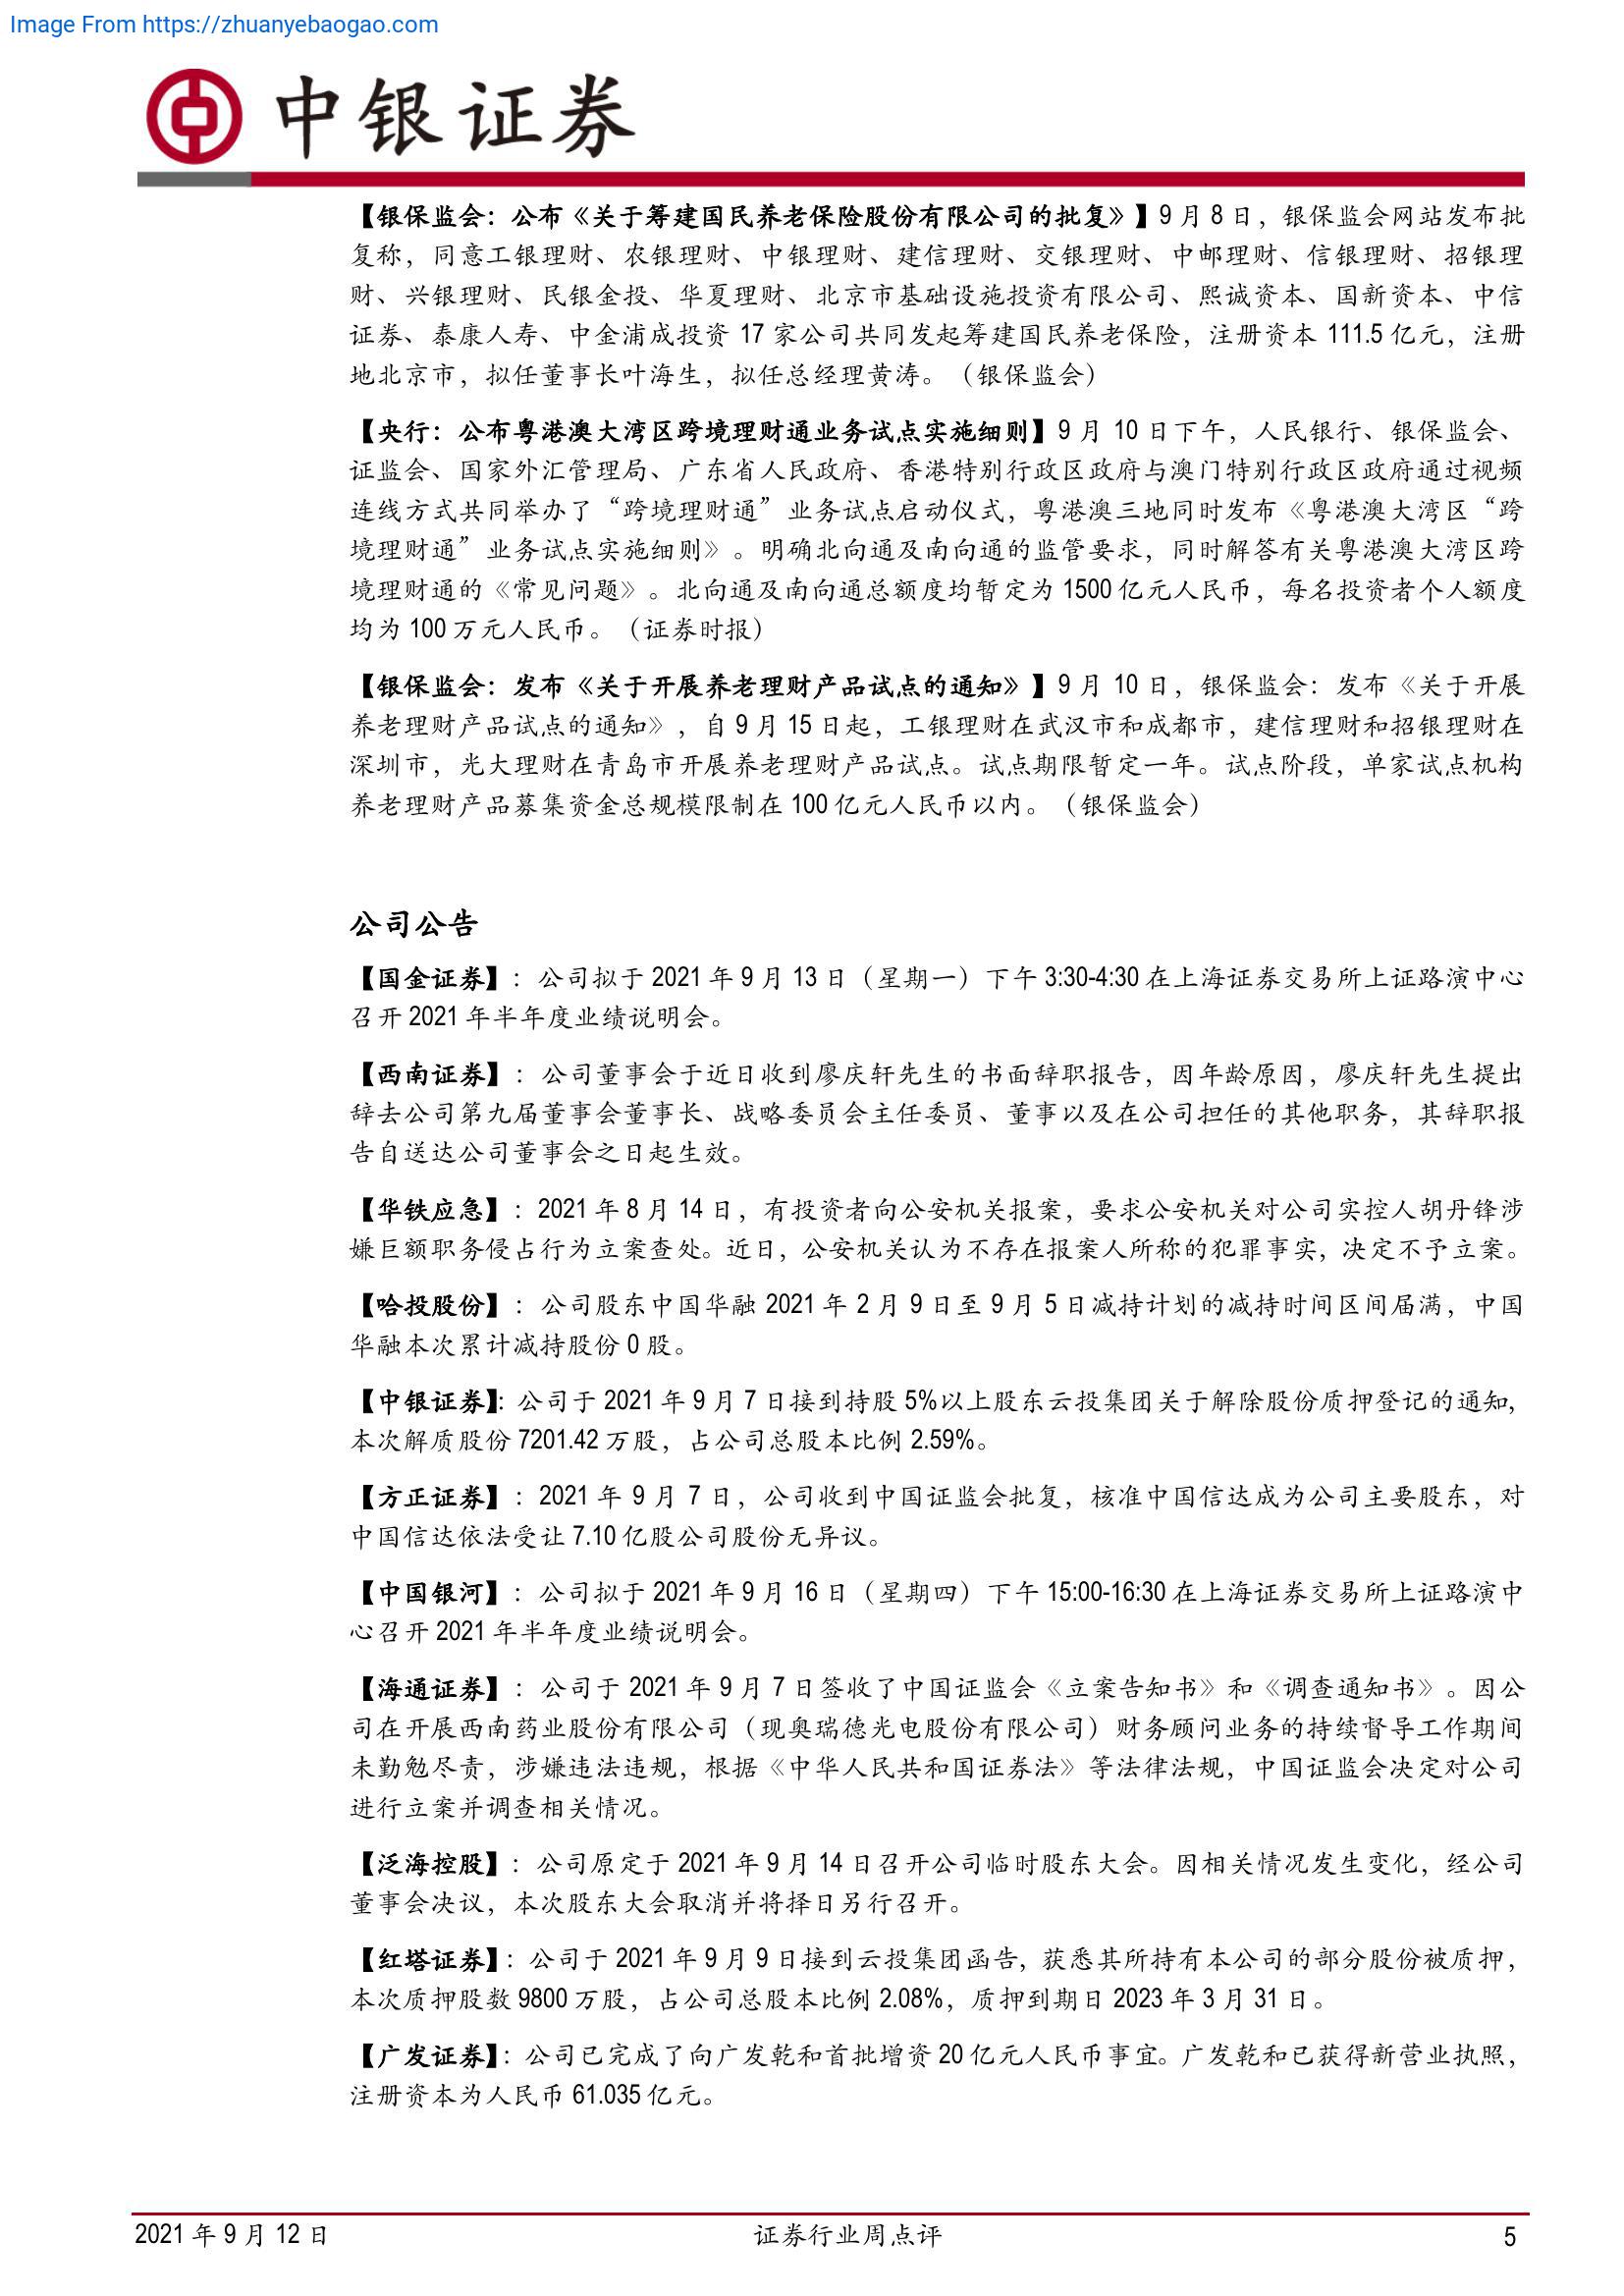 Image From https://zhuanyebaogao.com
中银证券
【银保监会：公布《关于筹建国民养老保险股份有限公司的批复》】9 月 8 日，银保监会网站发布批
复称，同意工银理财、农银理财、中银理财、建信理财、交银理财、中邮理财、信银理财、招银理
财、兴银理财、民银金投、华夏理财、北京市基础设施投资有限公司、熙诚资本、国新资本、中信
证券、泰康人寿、中金浦成投资 17 家公司共同发起筹建国民养老保险，注册资本 111.5 亿元，注册
地北京市，拟任董事长叶海生，拟任总经理黄涛。（银保监会）
【央行：公布粤港澳大湾区跨境理财通业务试点实施细则】9 月 10 日下午，人民银行、银保监会、
证监会、国家外汇管理局、广东省人民政府、香港特别行政区政府与澳门特别行政区政府通过视频
连线方式共同举办了“跨境理财通”业务试点启动仪式，粤港澳三地同时发布《粤港澳大湾区“跨
境理财通”业务试点实施细则》。明确北向通及南向通的监管要求，同时解答有关粤港澳大湾区跨
境理财通的《常见问题》。北向通及南向通总额度均暂定为 1500 亿元人民币，每名投资者个人额度
均为 100 万元人民币。（证券时报）
【银保监会：发布《关于开展养老理财产品试点的通知》】9 月 10 日，银保监会：发布《关于开展
养老理财产品试点的通知》，自 9 月 15 日起，工银理财在武汉市和成都市，建信理财和招银理财在
深圳市，光大理财在青岛市开展养老理财产品试点。试点期限暂定一年。试点阶段，单家试点机构
养老理财产品募集资金总规模限制在 100 亿元人民币以内。（银保监会）
公司公告
【国金证券】：公司拟于 2021 年 9 月 13 日（星期一）下午 3:30-4:30 在上海证券交易所上证路演中心
召开 2021 年半年度业绩说明会。
【西南证券】：公司董事会于近日收到廖庆轩先生的书面辞职报告，因年龄原因，廖庆轩先生提出
辞去公司第九届董事会董事长、战略委员会主任委员、董事以及在公司担任的其他职务，其辞职报
告自送达公司董事会之日起生效。
【华铁应急】：2021 年 8 月 14 日，有投资者向公安机关报案，要求公安机关对公司实控人胡丹锋涉
嫌巨额职务侵占行为立案查处。近日，公安机关认为不存在报案人所称的犯罪事实，决定不予立案。
【哈投股份】：公司股东中国华融 2021 年 2 月 9 日至 9 月 5 日减持计划的减持时间区间届满，中国
华融本次累计减持股份 0 股。
【中银证券】：公司于 2021 年 9 月 7 日接到持股 5%以上股东云投集团关于解除股份质押登记的通知，
本次解质股份 7201.42 万股，占公司总股本比例 2.59%。
【方正证券】：2021 年 9 月 7 日，公司收到中国证监会批复，核准中国信达成为公司主要股东，对
中国信达依法受让 7.10 亿股公司股份无异议。
【中国银河】：公司拟于 2021 年 9 月 16 日（星期四）下午 15:00-16:30 在上海证券交易所上证路演中
心召开 2021 年半年度业绩说明会。
【海通证券】：公司于 2021 年 9 月 7 日签收了中国证监会《立案告知书》和《调查通知书》。因公
司在开展西南药业股份有限公司（现奥瑞德光电股份有限公司）财务顾问业务的持续督导工作期间
未勤勉尽责，涉嫌违法违规，根据《中华人民共和国证券法》等法律法规，中国证监会决定对公司
进行立案并调查相关情况。
【泛海控股】：公司原定于 2021 年 9 月 14 日召开公司临时股东大会。因相关情况发生变化，经公司
董事会决议，本次股东大会取消并将择日另行召开。
【红塔证券】：公司于 2021 年 9 月 9 日接到云投集团函告，获悉其所持有本公司的部分股份被质押，
本次质押股数 9800 万股，占公司总股本比例 2.08%，质押到期日 2023 年 3 月 31 日。
【广发证券】：公司已完成了向广发乾和首批增资 20 亿元人民币事宜。广发乾和已获得新营业执照，
注册资本为人民币 61.035 亿元。
2021 年 9 月 12 日
证券行业周点评
5